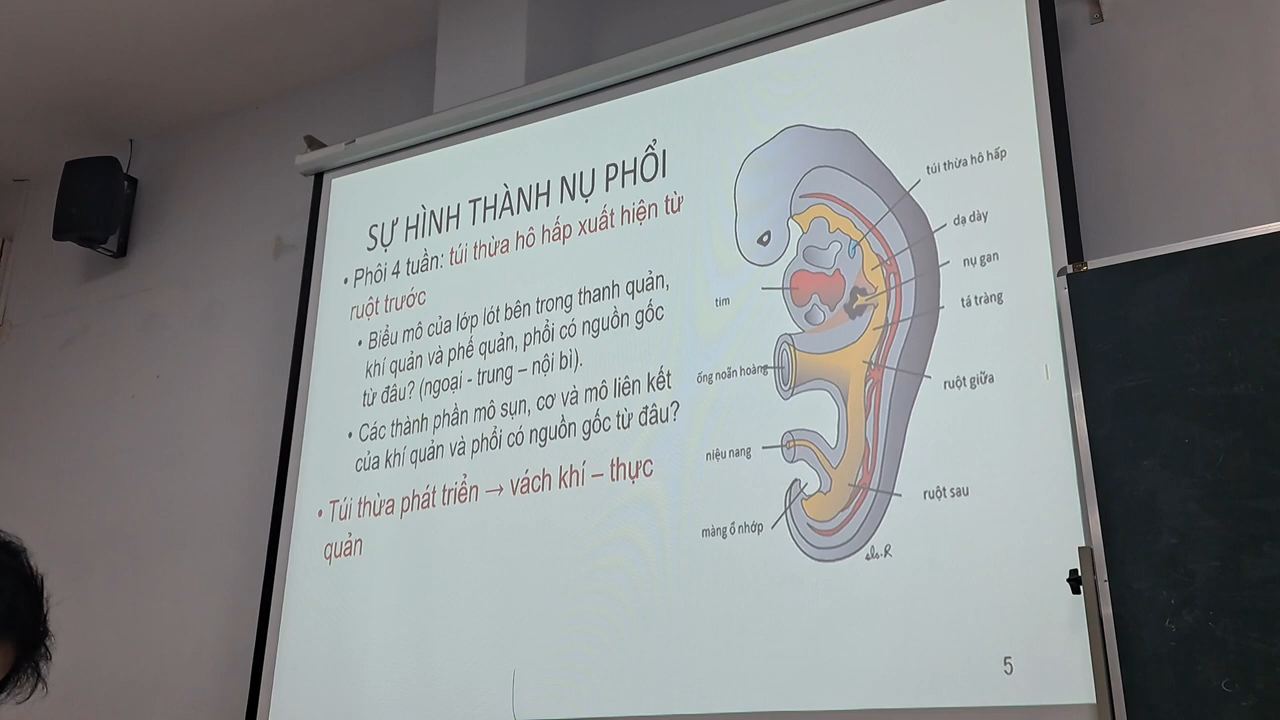 SỰ HÌNH THÀNH NỤ PHỔI
• Phôi 4 tuần: túi thừa hô hấp xuất hiện từ
ruột trước
• Biểu mô của lớp lót bên trong thanh quản,
khí quản và phế quản, phổi có nguồn gốc
từ đâu? (ngoại - trung – nội bì).
• Các thành phần mô sụn, cơ và mô liên kết
của khí quản và phổi có nguồn gốc từ đâu?
• Túi thừa phát triển → vách khí – thực
quản
túi thừa hô hấp
dạ dày
nụ gan
tá tràng
tim
ống noãn hoàng
ruột giữa
niệu nang
ruột sau
màng ổ nhớp
sls.R
5